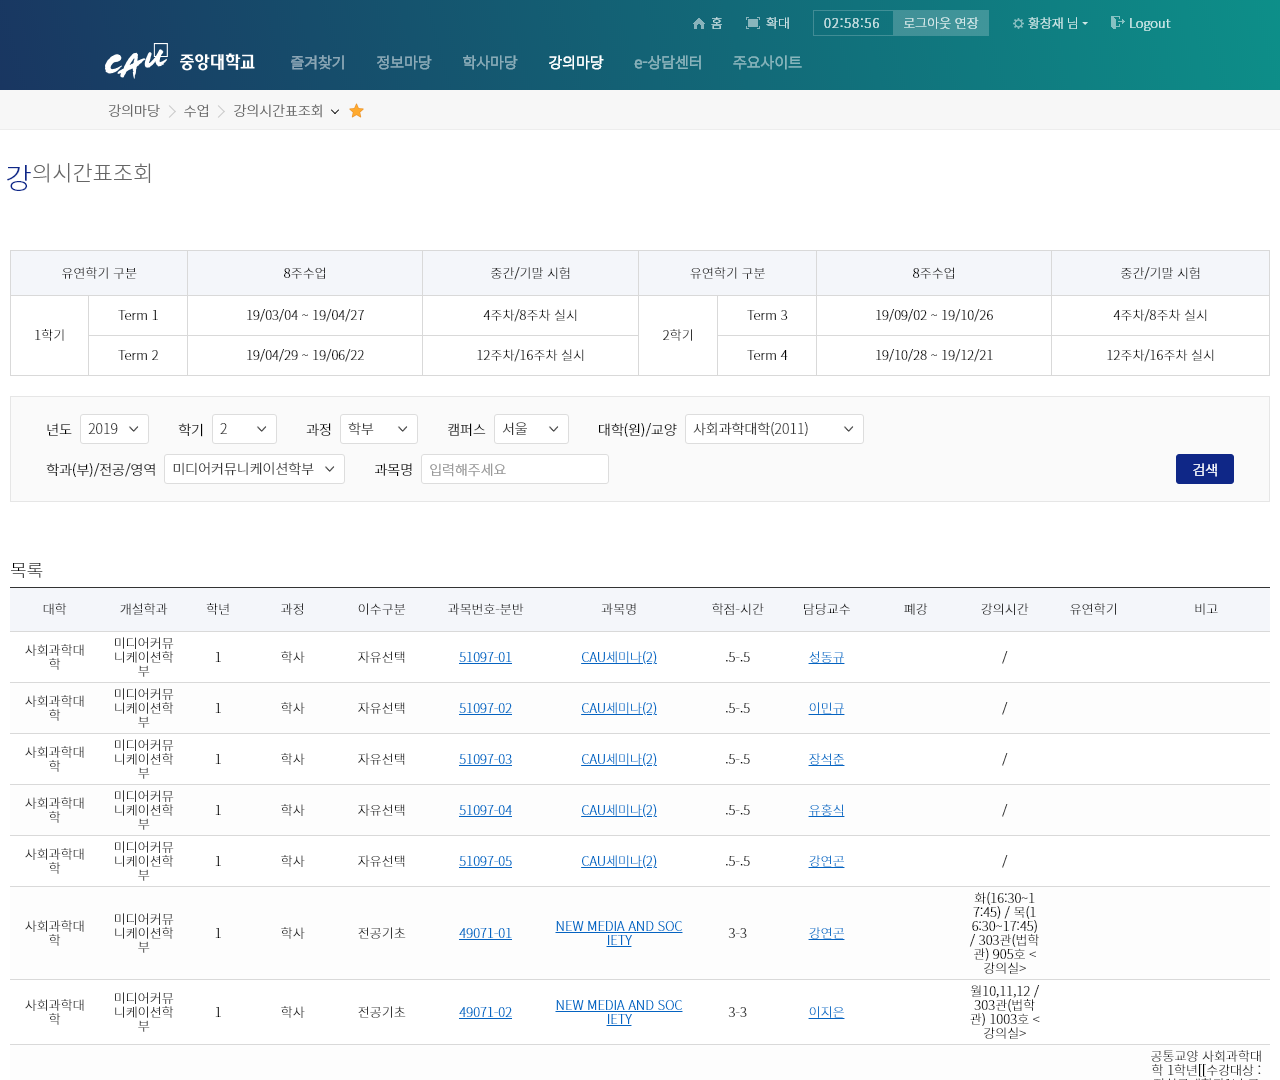 홈 확대 02:58:56 로그아웃 연장 황창재 님 Logout
CAU 중앙대학교 즐겨찾기 정보마당 학사마당 강의마당 e-상담센터 주요사이트
강의마당 수업 강의시간표조회
강의시간표조회
유연학기 구분 8주수업 중간/기말 시험 유연학기 구분 8주수업 중간/기말 시험
1학기 Term 1 19/03/04 ~ 19/04/27 4주차/8주차 실시 2학기 Term 3 19/09/02 ~ 19/10/26 4주차/8주차 실시
Term 2 19/04/29 ~ 19/06/22 12주차/16주차 실시 Term 4 19/10/28 ~ 19/12/21 12주차/16주차 실시
년도 2019 학기 2 과정 학부 캠퍼스 서울 대학(원)/교양 사회과학대학(2011)
학과(부)/전공/영역 미디어커뮤니케이션학부 과목명 입력해주세요 검색
목록
대학 개설학과 학년 과정 이수구분 과목번호-분반 과목명 학점-시간 담당교수 폐강 강의시간 유연학기 비고
사회과학대
학
미디어커뮤
니케이션학
부
1 학사 자유선택 51097-01 CAU세미나(2) .5-.5 성동규 /
사회과학대
학
미디어커뮤
니케이션학
부
1 학사 자유선택 51097-02 CAU세미나(2) .5-.5 이민규 /
사회과학대
학
미디어커뮤
니케이션학
부
1 학사 자유선택 51097-03 CAU세미나(2) .5-.5 장석준 /
사회과학대
학
미디어커뮤
니케이션학
부
1 학사 자유선택 51097-04 CAU세미나(2) .5-.5 유홍식 /
사회과학대
학
미디어커뮤
니케이션학
부
1 학사 자유선택 51097-05 CAU세미나(2) .5-.5 강연곤 /
사회과학대
학
미디어커뮤
니케이션학
부
1 학사 전공기초 49071-01
NEW MEDIA AND SOC
IETY
3-3 강연곤
화(16:30~1
7:45) / 목(1
6:30~17:45)
/ 303관(법학
관) 905호 <
강의실>
사회과학대
학
미디어커뮤
니케이션학
부
1 학사 전공기초 49071-02
NEW MEDIA AND SOC
IETY
3-3 이지은
월10,11,12 /
303관(법학
관) 1003호 <
강의실>
공통교양 사회과학대
학 1학년[[수강대상 :